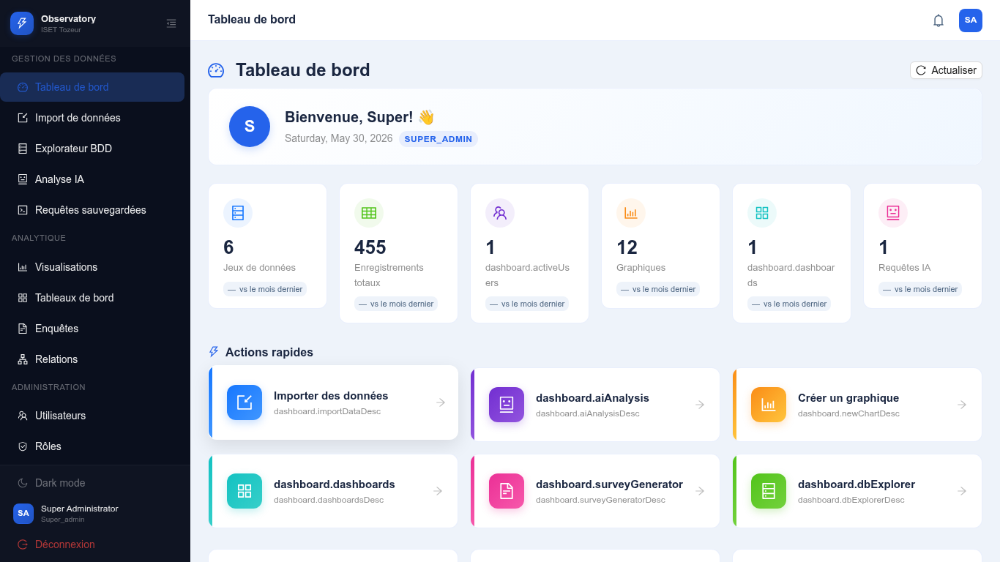 Observatory
ISET Tozeur
GESTION DES DONNÉES
Tableau de bord
Import de données
Explorateur BDD
Analyse IA
Requêtes sauvegardées
ANALYTIQUE
Visualisations
Tableaux de bord
Enquêtes
Relations
ADMINISTRATION
Utilisateurs
Rôles
Dark mode
SA
Super Administrator
Super_admin
Déconnexion
Tableau de bord
SA
Tableau de bord
Actualiser
S
Bienvenue, Super! 👋
Saturday, May 30, 2026 SUPER_ADMIN
6
Jeux de données
— vs le mois dernier
455
Enregistrements
totaux
— vs le mois dernier
1
dashboard.activeUs
ers
— vs le mois dernier
12
Graphiques
— vs le mois dernier
1
dashboard.dashboar
ds
— vs le mois dernier
1
Requêtes IA
— vs le mois dernier
Actions rapides
Importer des données
dashboard.importDataDesc
dashboard.aiAnalysis
dashboard.aiAnalysisDesc
Créer un graphique
dashboard.newChartDesc
dashboard.dashboards
dashboard.dashboardsDesc
dashboard.surveyGenerator
dashboard.surveyGeneratorDesc
dashboard.dbExplorer
dashboard.dbExplorerDesc